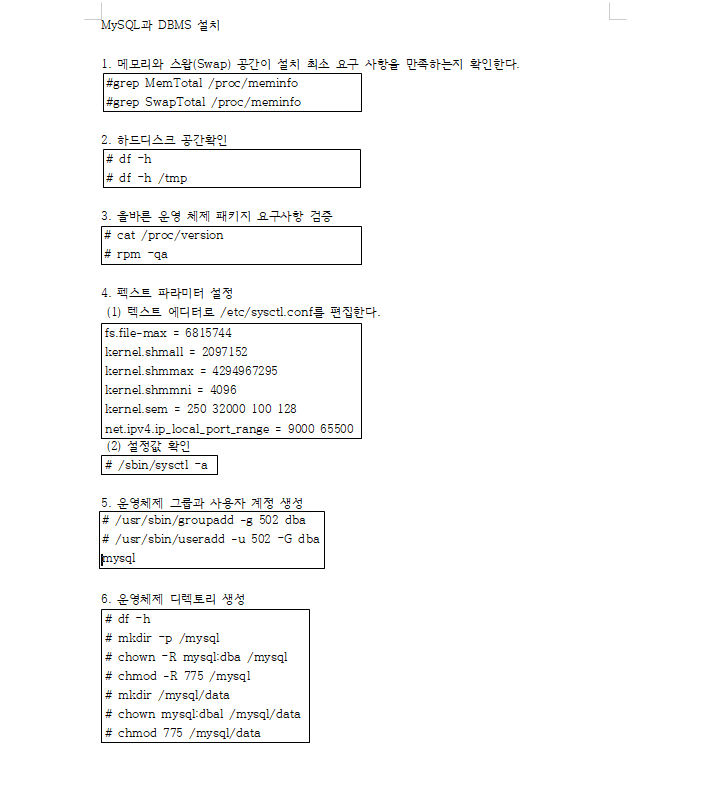 MySQL과 DBMS 설치
1. 메모리와 스왑(Swap) 공간이 설치 최소 요구 사항을 만족하는지 확인한다.
#grep MemTotal /proc/meminfo
#grep SwapTotal /proc/meminfo
2. 하드디스크 공간확인
# df -h
# df -h /tmp
3. 올바른 운영 체제 패키지 요구사항 검증
# cat /proc/version
# rpm -qa
4. 펙스트 파라미터 설정
(1) 텍스트 에디터로 /etc/sysctl.conf를 편집한다.
fs.file-max = 6815744
kernel.shmall = 2097152
kernel.shmmax = 4294967295
kernel.shmmni = 4096
kernel.sem = 250 32000 100 128
net.ipv4.ip_local_port_range = 9000 65500
(2) 설정값 확인
# /sbin/sysctl -a
5. 운영체제 그룹과 사용자 계정 생성
# /usr/sbin/groupadd -g 502 dba
# /usr/sbin/useradd -u 502 -G dba
mysql
6. 운영체제 디렉토리 생성
# df -h
# mkdir -p /mysql
# chown -R mysql:dba /mysql
# chmod -R 775 /mysql
# mkdir /mysql/data
# chown mysql:dbal /mysql/data
# chmod 775 /mysql/data